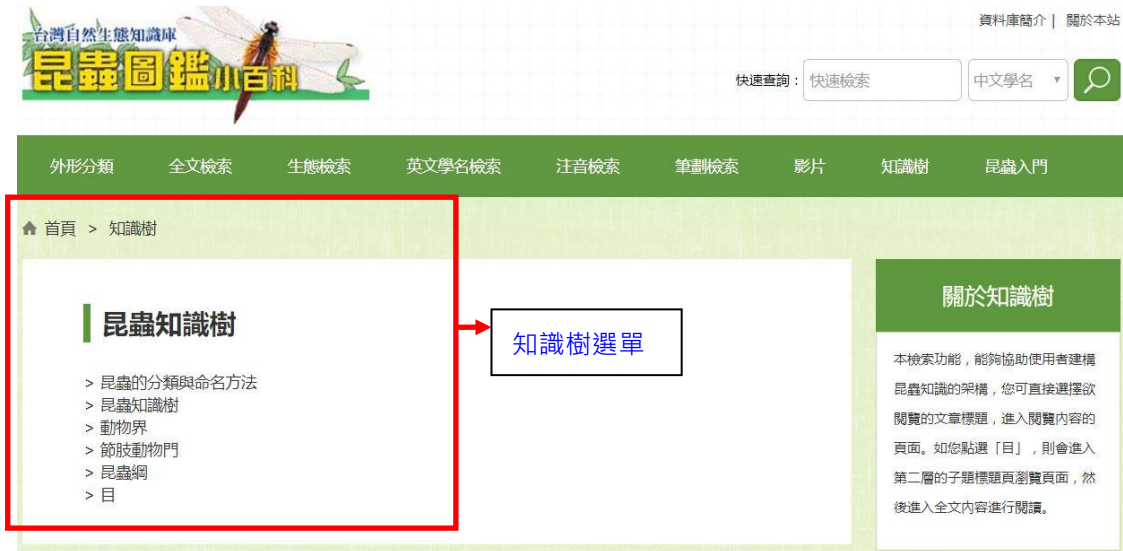 資料庫簡介 | 關於本站
台灣自然生態知識庫
昆蟲圖鑑小百科
快速查詢：快速檢索 中文學名
外形分類 全文檢索 生態檢索 英文學名檢索 注音檢索 筆劃檢索 影片 知識樹 昆蟲入門
首頁 > 知識樹
昆蟲知識樹
> 昆蟲的分類與命名方法
> 昆蟲知識樹
> 動物界
> 節肢動物門
> 昆蟲綱
> 目
知識樹選單
關於知識樹
本檢索功能，能夠協助使用者建構
昆蟲知識的架構，您可直接選擇欲
閱覽的文章標題，進入閱覽內容的
頁面。如您點選「目」，則會進入
第二層的子題標題頁瀏覽頁面，然
後進入全文內容進行閱讀。